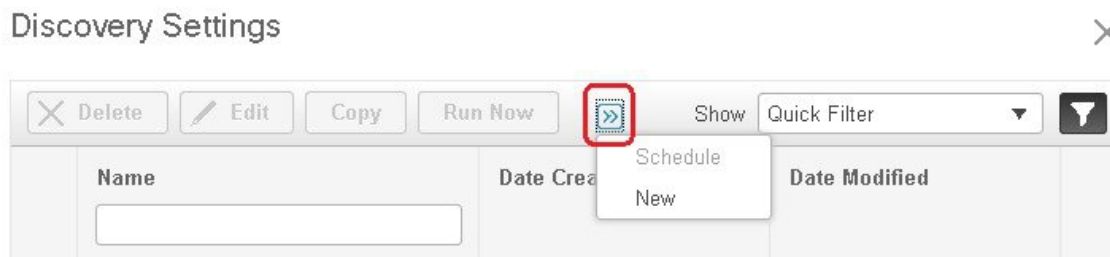 Discovery Settings
Delete Edit Copy Run Now Show Quick Filter
Schedule
Name Date Crea Date Modified
New